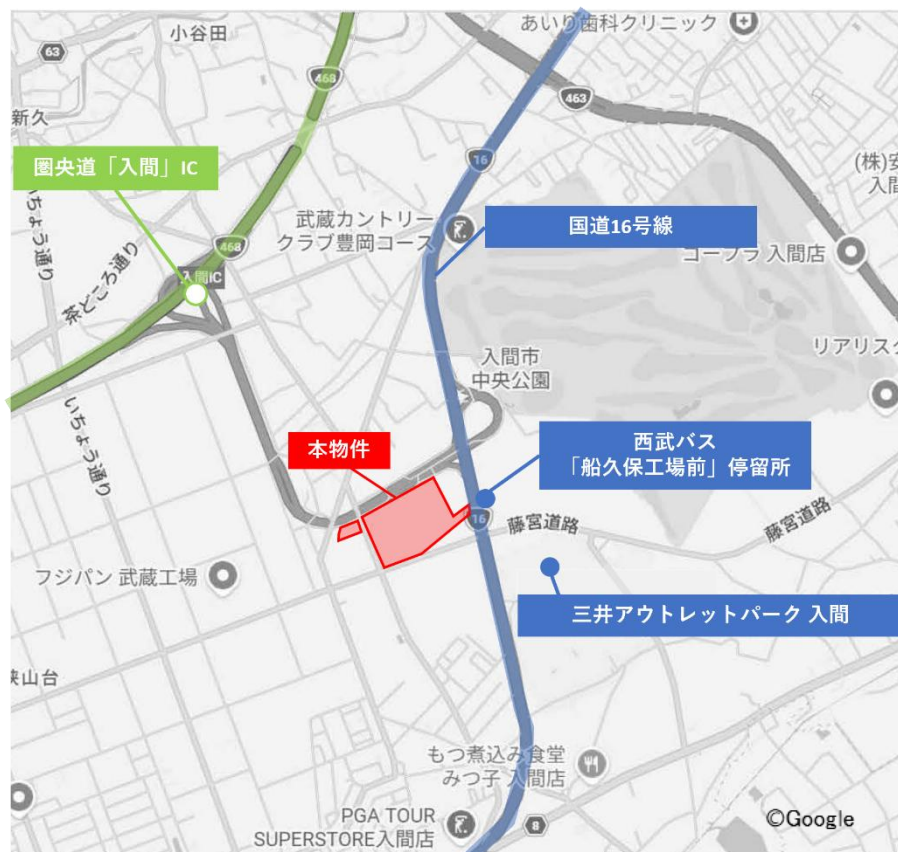 あいり歯科クリニック
小谷田
63
468
463
新久
16
圏央道「入間」IC
(株)安
入間
いちょう通り
武蔵カントリー
クラブ豊岡コース
国道16号線
468
茶どころ通り
入間IC
コープラ 入間店
リアリスク
入間市
中央公園
いちょう通り
本物件
西武バス
「船久保工場前」停留所
16
藤宮道路
藤宮道路
フジパン 武蔵工場
三井アウトレットパーク 入間
狭山台
もつ煮込み食堂
みつ子 入間店
PGA TOUR
SUPERSTORE入間店
8
©Google